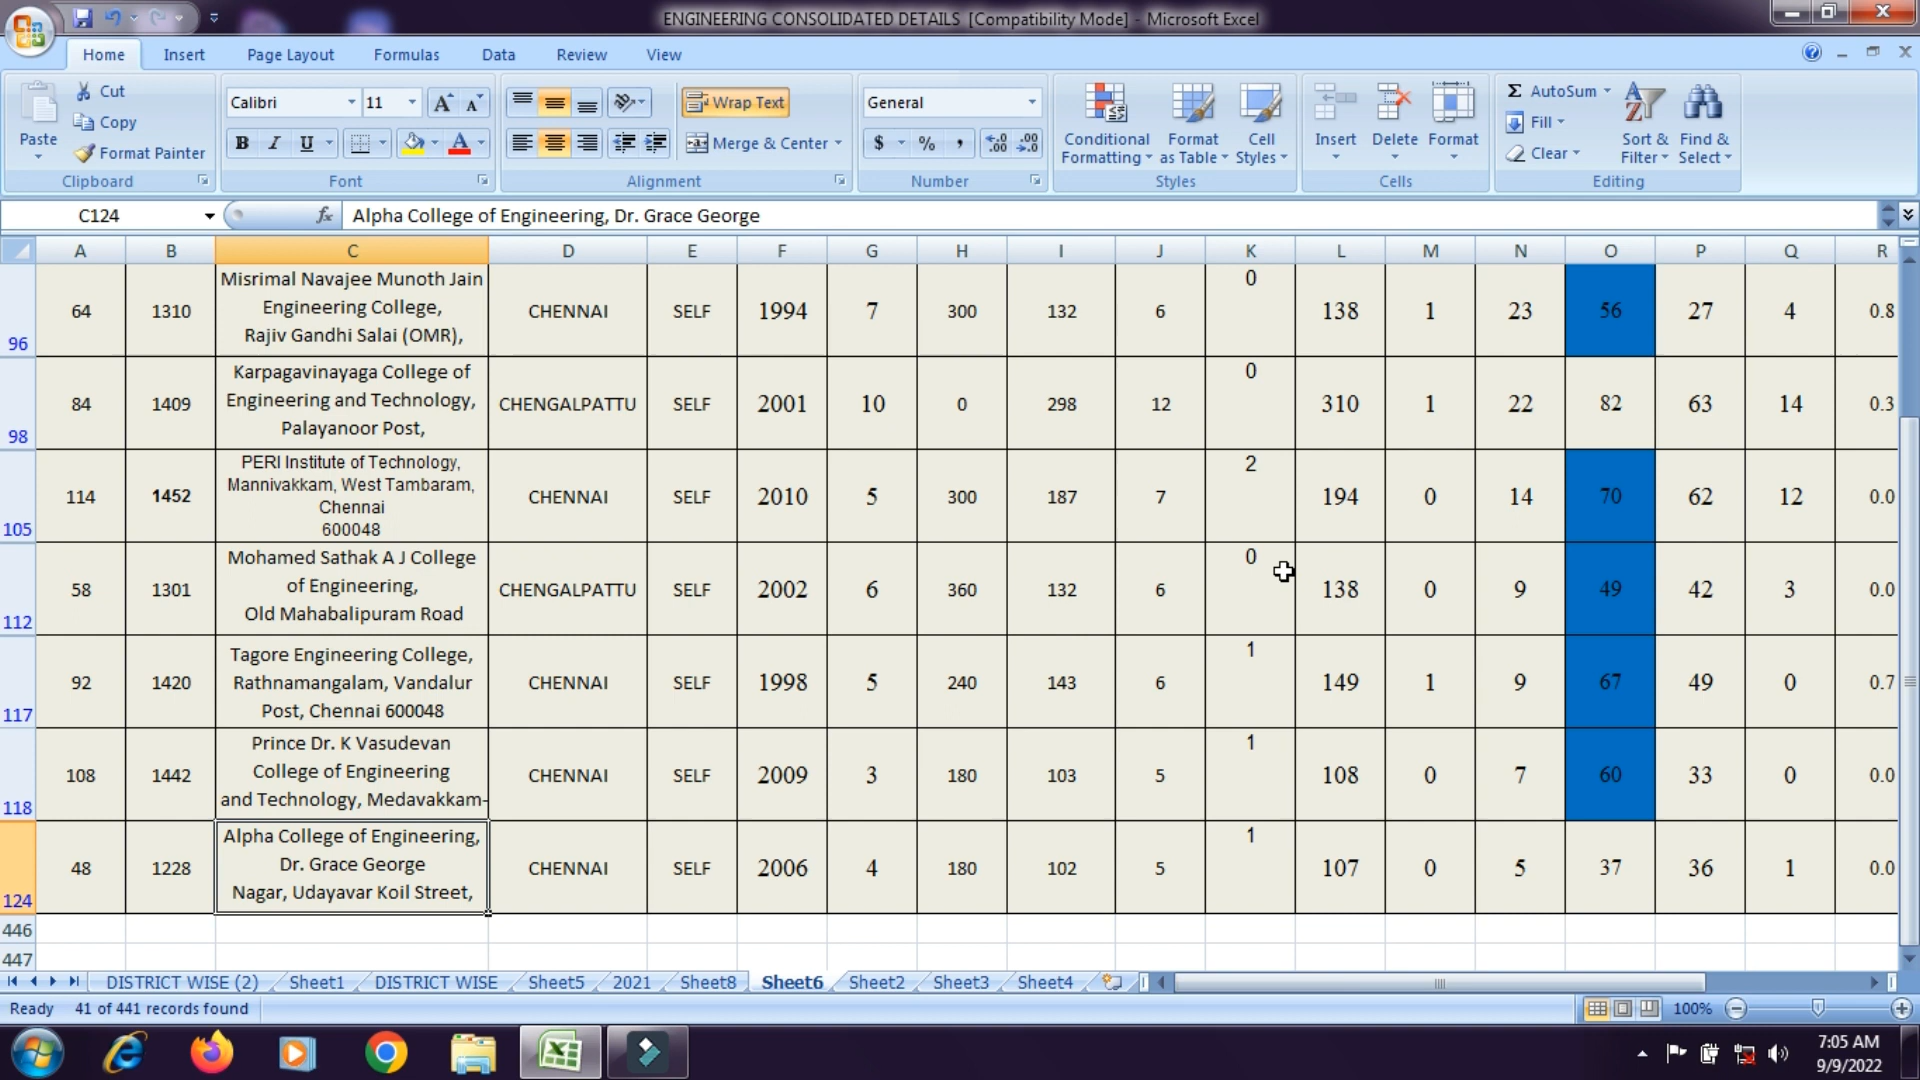 ENGINEERING CONSOLIDATED DETAILS [Compatibility Mode] - Microsoft Excel
Home Insert Page Layout Formulas Data Review View
Paste Cut Copy Format Painter Clipboard
Calibri 11 A A B I U A Font
Wrap Text Merge & Center Alignment
General $ % , .0 .00 .00 .0 Number
Conditional Formatting Format as Table Cell Styles Styles
Insert Delete Format Cells
Σ AutoSum Fill Clear Sort & Filter Find & Select Editing
C124 fx Alpha College of Engineering, Dr. Grace George
A B C D E F G H I J K L M N O P Q R
96 64 1310 Misrimal Navajee Munoth Jain
Engineering College,
Rajiv Gandhi Salai (OMR), CHENNAI SELF 1994 7 300 132 6 0 138 1 23 56 27 4 0.8
98 84 1409 Karpagavinayaga College of
Engineering and Technology,
Palayanoor Post, CHENGALPATTU SELF 2001 10 0 298 12 0 310 1 22 82 63 14 0.3
105 114 1452 PERI Institute of Technology,
Mannivakkam, West Tambaram,
Chennai
600048 CHENNAI SELF 2010 5 300 187 7 2 194 0 14 70 62 12 0.0
112 58 1301 Mohamed Sathak A J College
of Engineering,
Old Mahabalipuram Road CHENGALPATTU SELF 2002 6 360 132 6 0 138 0 9 49 42 3 0.0
117 92 1420 Tagore Engineering College,
Rathnamangalam, Vandalur
Post, Chennai 600048 CHENNAI SELF 1998 5 240 143 6 1 149 1 9 67 49 0 0.7
118 108 1442 Prince Dr. K Vasudevan
College of Engineering
and Technology, Medavakkam- CHENNAI SELF 2009 3 180 103 5 1 108 0 7 60 33 0 0.0
124 48 1228 Alpha College of Engineering,
Dr. Grace George
Nagar, Udayavar Koil Street, CHENNAI SELF 2006 4 180 102 5 1 107 0 5 37 36 1 0.0
446
447
DISTRICT WISE (2) Sheet1 DISTRICT WISE Sheet5 2021 Sheet8 Sheet6 Sheet2 Sheet3 Sheet4
Ready 41 of 441 records found 100%
7:05 AM
9/9/2022